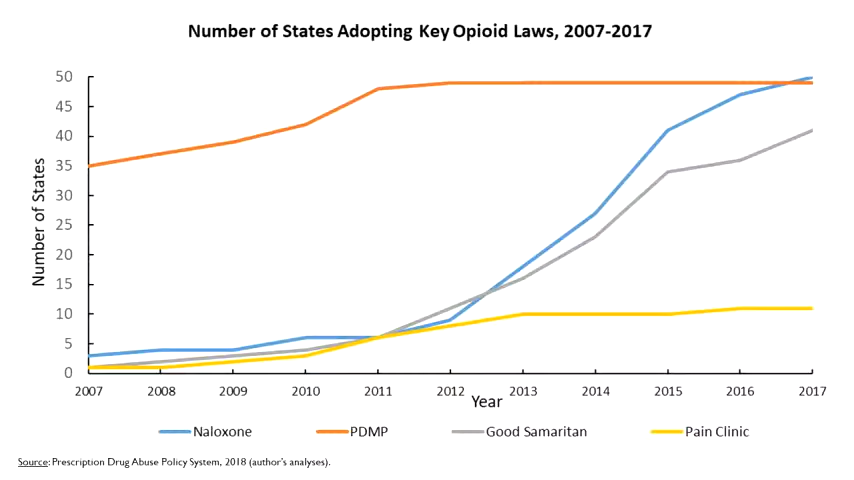 Number of States Adopting Key Opioid Laws, 2007-2017
50
45
40
35
30
25
20
15
10
5
0
Number of States
2007 2008 2009 2010 2011 2012 2013 2014 2015 2016 2017
Year
Naloxone PDMP Good Samaritan Pain Clinic
Source: Prescription Drug Abuse Policy System, 2018 (author's analyses).